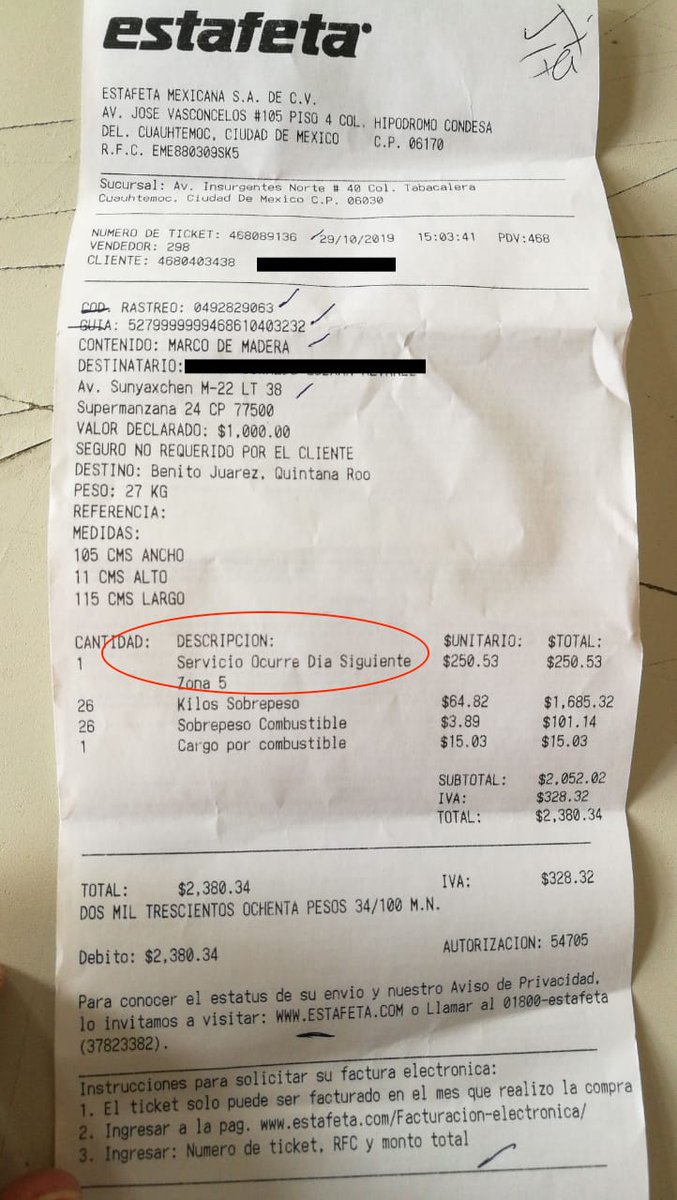 estafeta
ESTAFETA MEXICANA S.A. DE C.V.
AV. JOSE VASCONCELOS #105 PISO 4 COL. HIPODROMO CONDESA
DEL. CUAUHTEMOC, CIUDAD DE MEXICO C.P. 06170
R.F.C. EME880309SK5
Sucursal: Av. Insurgentes Norte # 40 Col. Tabacalera
Cuauhtemoc, Ciudad De Mexico C.P. 06030
NUMERO DE TICKET: 468089136 29/10/2019 15:03:41 PDV:468
VENDEDOR: 298
CLIENTE: 4680403438
COD. RASTREO: 0492829063
GUIA: 5279999999468610403232
CONTENIDO: MARCO DE MADERA
DESTINATARIO:
Av. Sunyaxchen M-22 LT 38
Supermanzana 24 CP 77500
VALOR DECLARADO: $1,000.00
SEGURO NO REQUERIDO POR EL CLIENTE
DESTINO: Benito Juarez, Quintana Roo
PESO: 27 KG
REFERENCIA:
MEDIDAS:
105 CMS ANCHO
11 CMS ALTO
115 CMS LARGO
CANTIDAD: DESCRIPCION: $UNITARIO: $TOTAL:
1 Servicio Ocurre Dia Siguiente $250.53 $250.53
Zona 5
26 Kilos Sobrepeso $64.82 $1,685.32
26 Sobrepeso Combustible $3.89 $101.14
1 Cargo por combustible $15.03 $15.03
SUBTOTAL: $2,052.02
IVA: $328.32
TOTAL: $2,380.34
TOTAL: $2,380.34 IVA: $328.32
DOS MIL TRESCIENTOS OCHENTA PESOS 34/100 M.N.
Debito: $2,380.34 AUTORIZACION: 54705
Para conocer el estatus de su envio y nuestro Aviso de Privacidad,
lo invitamos a visitar: WWW.ESTAFETA.COM o Llamar al 01800-estafeta
(37823382).
Instrucciones para solicitar su factura electronica:
1. El ticket solo puede ser facturado en el mes que realizo la compra
2. Ingresar a la pag. www.estafeta.com/Facturacion-electronica/
3. Ingresar: Numero de ticket, RFC y monto total